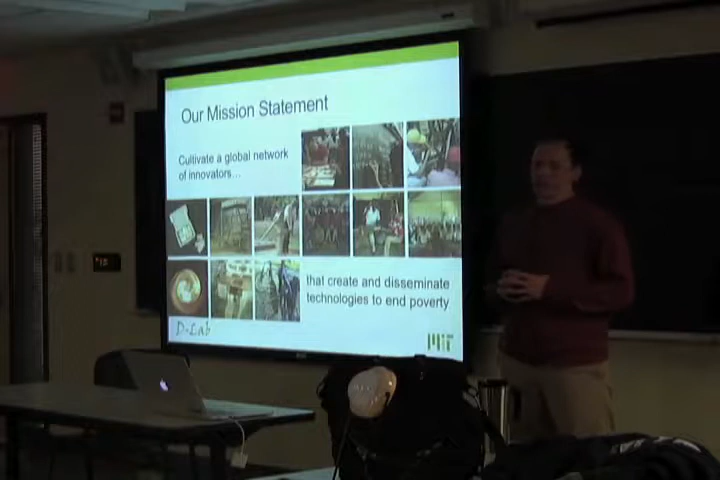 Our Mission Statement
Cultivate a global network
of innovators...
that create and disseminate
technologies to end poverty
D-Lab
MIT